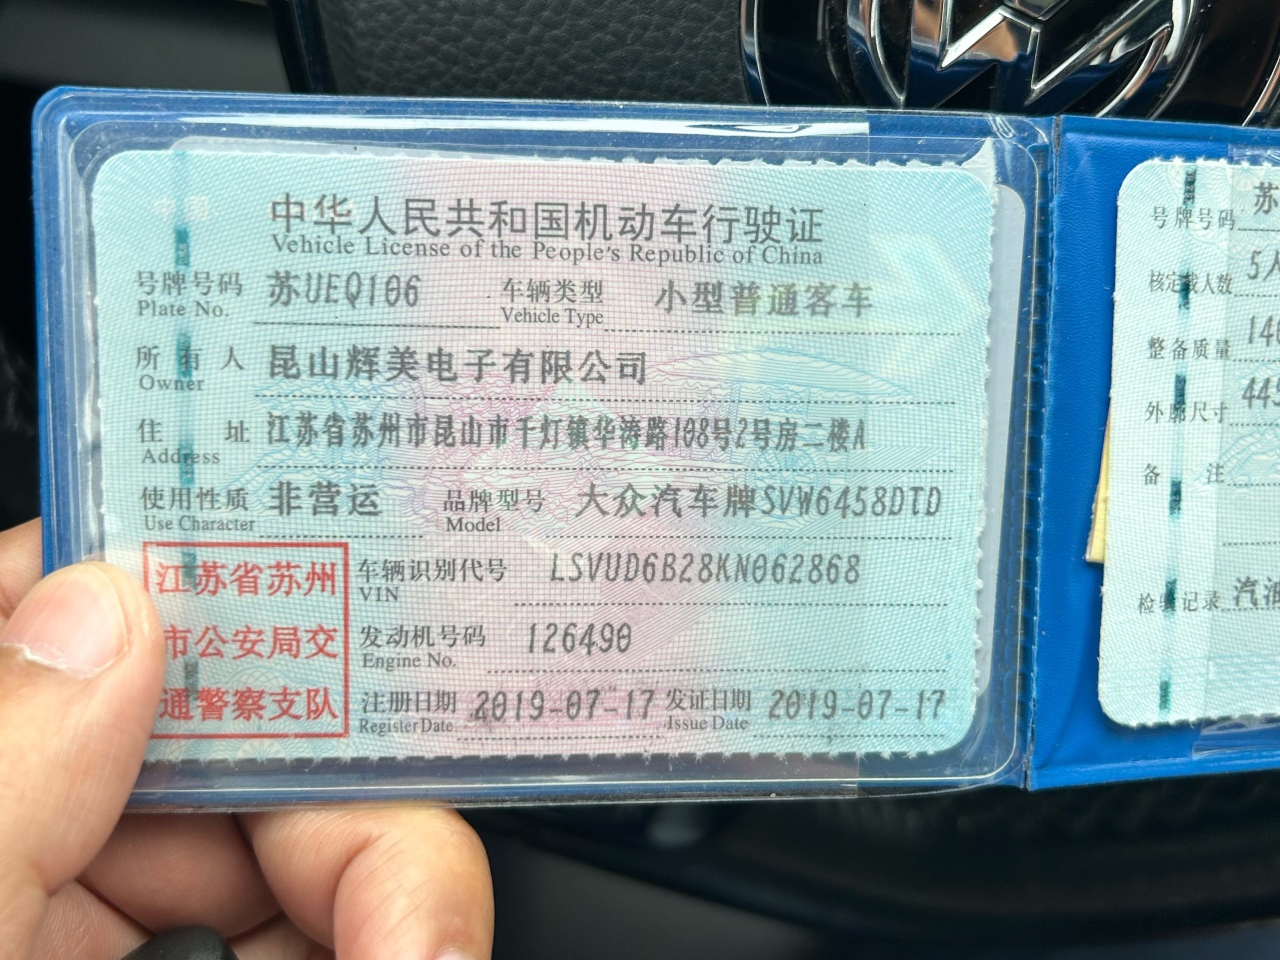 中华人民共和国机动车行驶证
Vehicle License of the People's Republic of China
号牌号码 苏UEQ106 车辆类型 小型普通客车
Plate No. Vehicle Type
所有人 昆山辉美电子有限公司
Owner
住址 江苏省苏州市昆山市千灯镇华涛路108号2号房二楼A
Address
使用性质 非营运 品牌型号 大众汽车牌SVW6458DTD
Use Character Model
江苏省苏州
市公安局交
通警察支队
车辆识别代号 LSVUD6B28KN062868
VIN
发动机号码 126490
Engine No.
注册日期 2019-07-17 发证日期 2019-07-17
Register Date Issue Date
号牌号码 苏
核定载人数 5人
整备质量 14
外廓尺寸 44
备注
检验记录 汽油